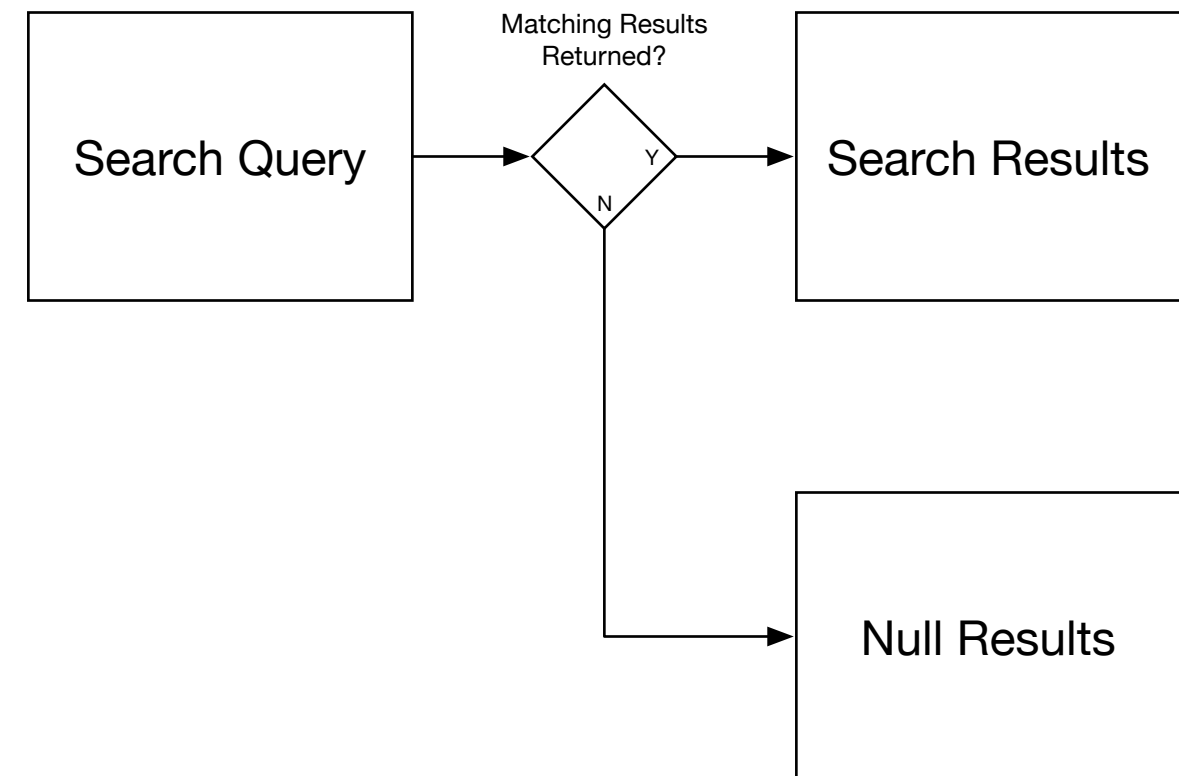 Matching Results
Returned?
Search Query
Y
Search Results
N
Null Results